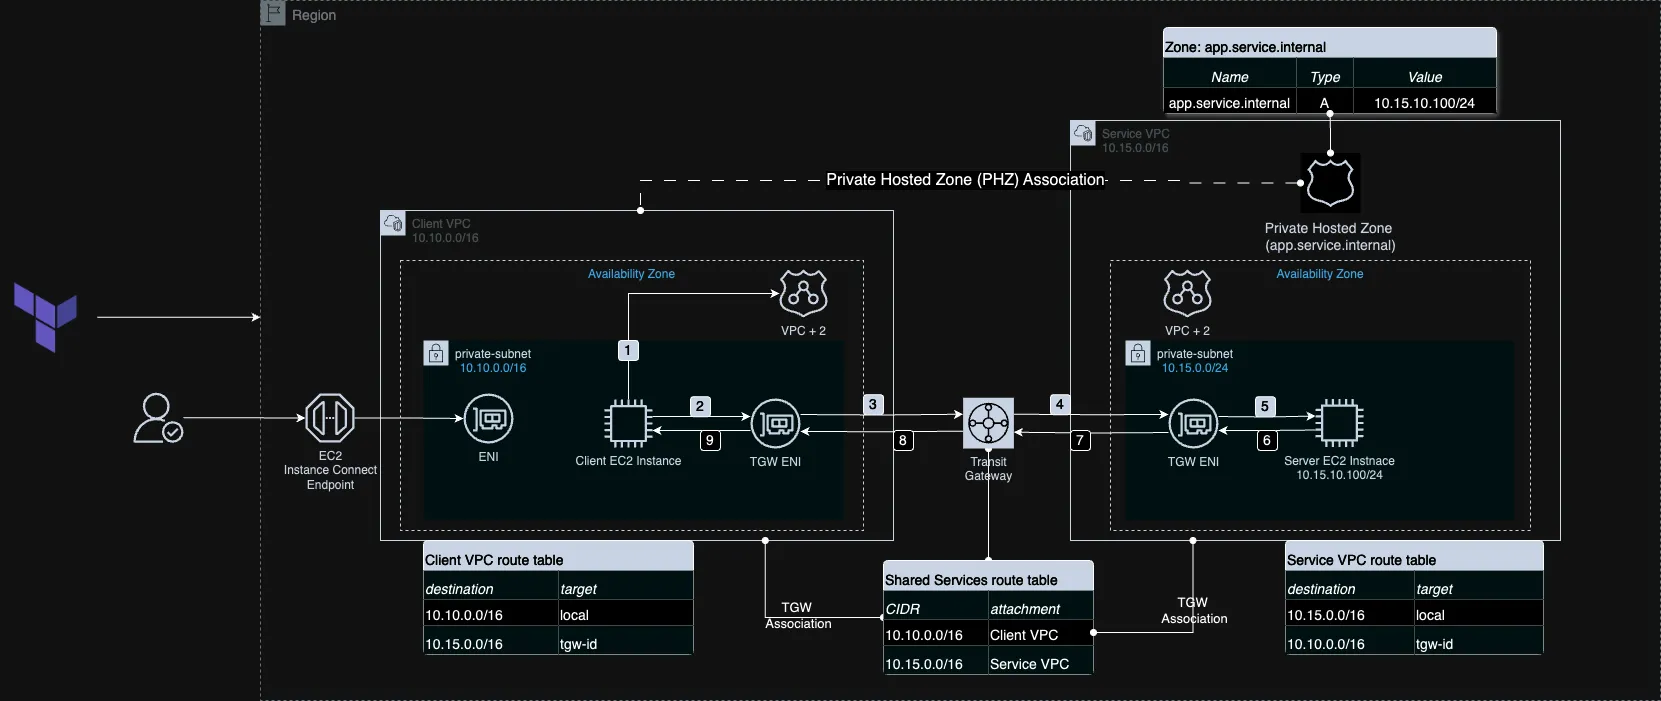 Region
Zone: app.service.internal
Name Type Value
app.service.internal A 10.15.10.100/24
Service VPC
10.15.0.0/16
Private Hosted Zone (PHZ) Association
Private Hosted Zone
(app.service.internal)
Client VPC
10.10.0.0/16
Availability Zone
VPC + 2
private-subnet
10.10.0.0/16
1
2
9
3
8
EC2
Instance Connect
Endpoint
ENI
Client EC2 Instance
TGW ENI
Transit
Gateway
Availability Zone
VPC + 2
private-subnet
10.15.0.0/24
4
7
5
6
TGW ENI
Server EC2 Instnace
10.15.10.100/24
Client VPC route table
destination target
10.10.0.0/16 local
10.15.0.0/16 tgw-id
TGW
Association
Shared Services route table
CIDR attachment
10.10.0.0/16 Client VPC
10.15.0.0/16 Service VPC
TGW
Association
Service VPC route table
destination target
10.15.0.0/16 local
10.10.0.0/16 tgw-id